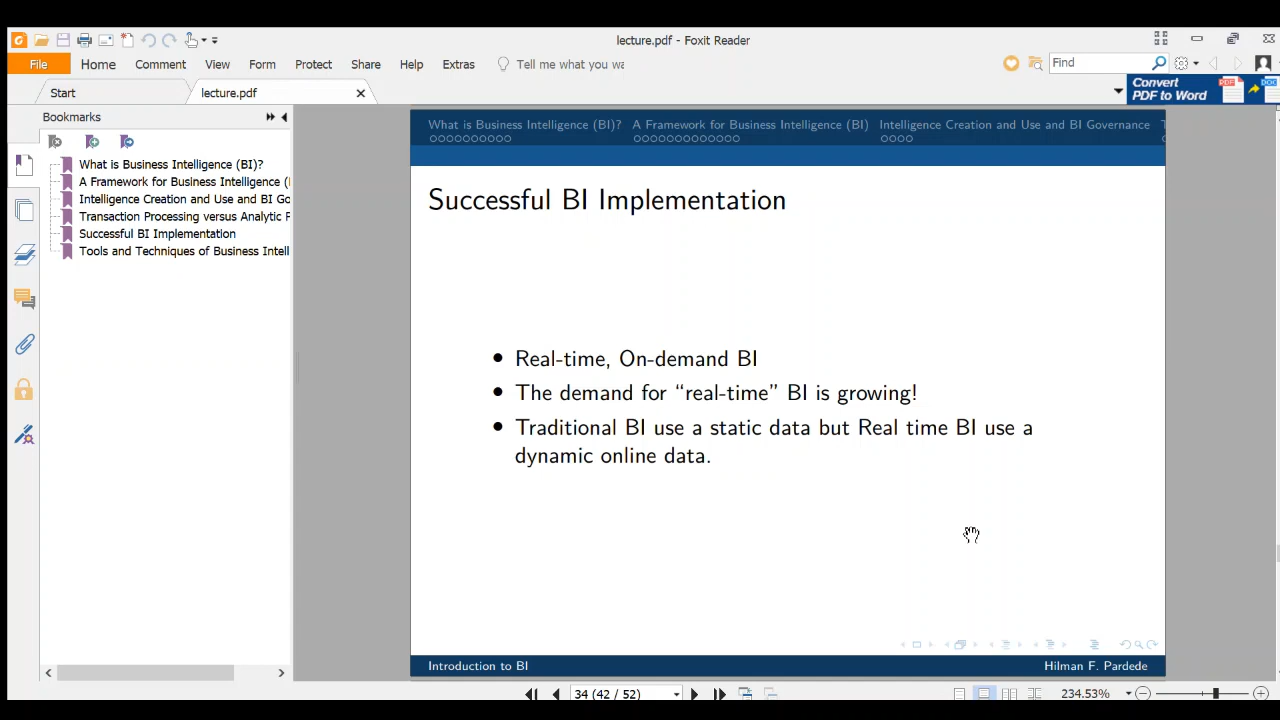 lecture.pdf - Foxit Reader
File Home Comment View Form Protect Share Help Extras Tell me what you wa Find
Start lecture.pdf
Convert
PDF to Word
PDF
DOC
Bookmarks
What is Business Intelligence (BI)?
A Framework for Business Intelligence (
Intelligence Creation and Use and BI Go
Transaction Processing versus Analytic P
Successful BI Implementation
Tools and Techniques of Business Intell
What is Business Intelligence (BI)? A Framework for Business Intelligence (BI) Intelligence Creation and Use and BI Governance
Successful BI Implementation
Real-time, On-demand BI
The demand for “real-time” BI is growing!
Traditional BI use a static data but Real time BI use a
dynamic online data.
Introduction to BI Hilman F. Pardede
34 (42 / 52) 234.53%